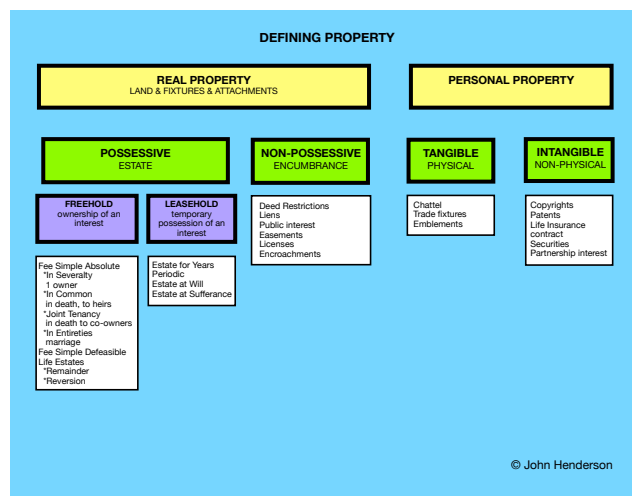 DEFINING PROPERTY
REAL PROPERTY
LAND & FIXTURES & ATTACHMENTS
PERSONAL PROPERTY
POSSESSIVE
ESTATE
NON-POSSESSIVE
ENCUMBRANCE
TANGIBLE
PHYSICAL
INTANGIBLE
NON-PHYSICAL
FREEHOLD
ownership of an
interest
LEASEHOLD
temporary
possession of an
interest
Deed Restrictions
Liens
Public interest
Easements
Licenses
Encroachments
Chattel
Trade fixtures
Emblements
Copyrights
Patents
Life Insurance
contract
Securities
Partnership interest
Fee Simple Absolute
*In Severalty
1 owner
*In Common
in death, to heirs
*Joint Tenancy
in death to co-owners
*In Entireties
marriage
Fee Simple Defeasible
Life Estates
*Remainder
*Reversion
Estate for Years
Periodic
Estate at Will
Estate at Sufferance
© John Henderson